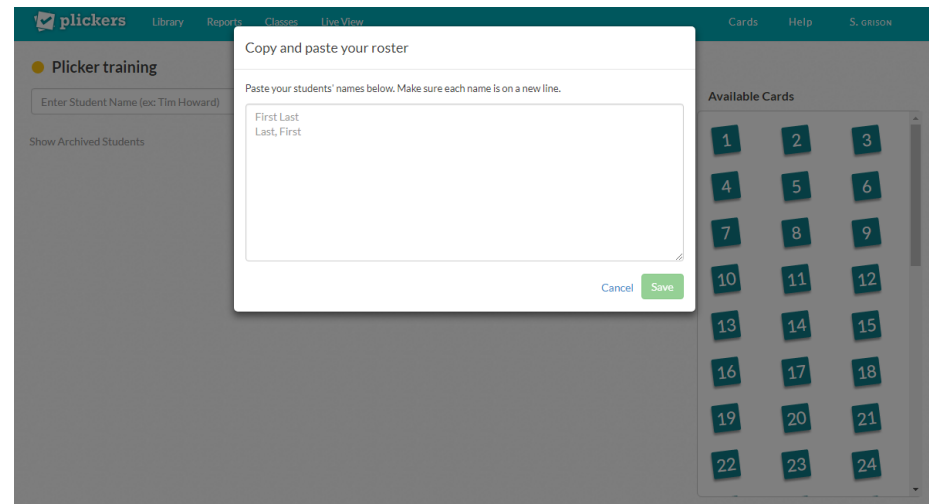 plickers Library Reports Classes Live View Cards Help S. GRISON
Copy and paste your roster
Plicker training
Paste your students' names below. Make sure each name is on a new line.
Enter Student Name (ex: Tim Howard)
First Last
Last, First
Show Archived Students
Cancel Save
Available Cards
1 2 3
4 5 6
7 8 9
10 11 12
13 14 15
16 17 18
19 20 21
22 23 24